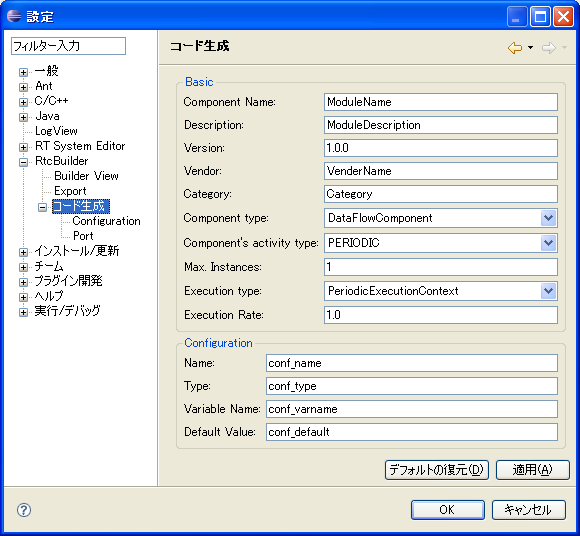 設定
フィルター入力
一般
Ant
C/C++
Java
LogView
RT System Editor
RtcBuilder
Builder View
Export
コード生成
Configuration
Port
インストール/更新
チーム
プラグイン開発
ヘルプ
実行/デバッグ
コード生成
Basic
Component Name: ModuleName
Description: ModuleDescription
Version: 1.0.0
Vendor: VenderName
Category: Category
Component type: DataFlowComponent
Component's activity type: PERIODIC
Max. Instances: 1
Execution type: PeriodicExecutionContext
Execution Rate: 1.0
Configuration
Name: conf_name
Type: conf_type
Variable Name: conf_varname
Default Value: conf_default
デフォルトの復元(D) 適用(A)
? OK キャンセル